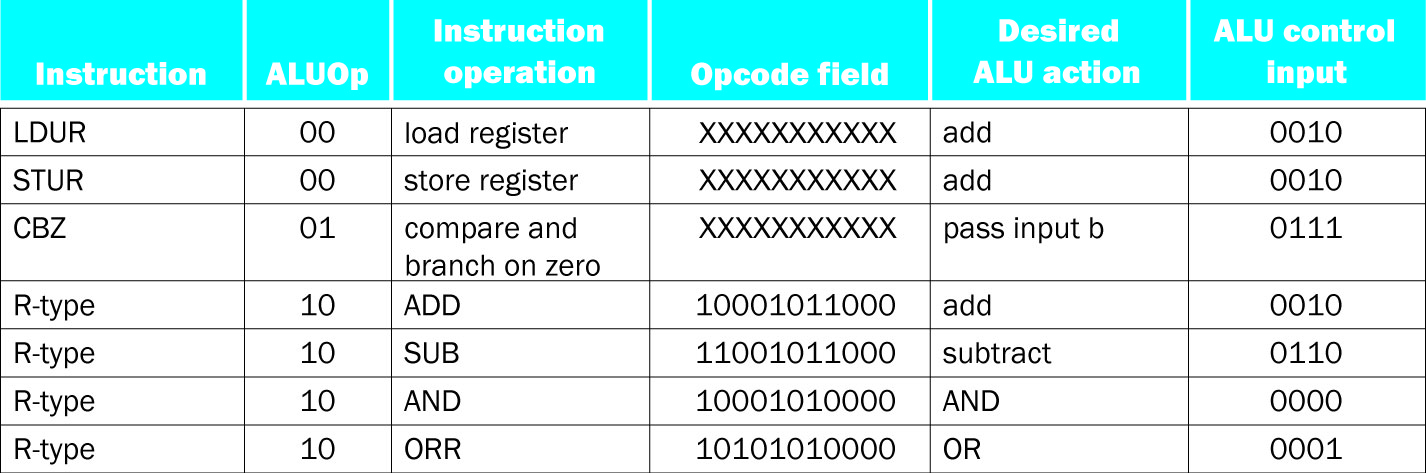 Instruction ALUOp Instruction operation Opcode field Desired ALU action ALU control input
LDUR 00 load register XXXXXXXXXXX add 0010
STUR 00 store register XXXXXXXXXXX add 0010
CBZ 01 compare and branch on zero XXXXXXXXXXX pass input b 0111
R-type 10 ADD 10001011000 add 0010
R-type 10 SUB 11001011000 subtract 0110
R-type 10 AND 10001010000 AND 0000
R-type 10 ORR 10101010000 OR 0001